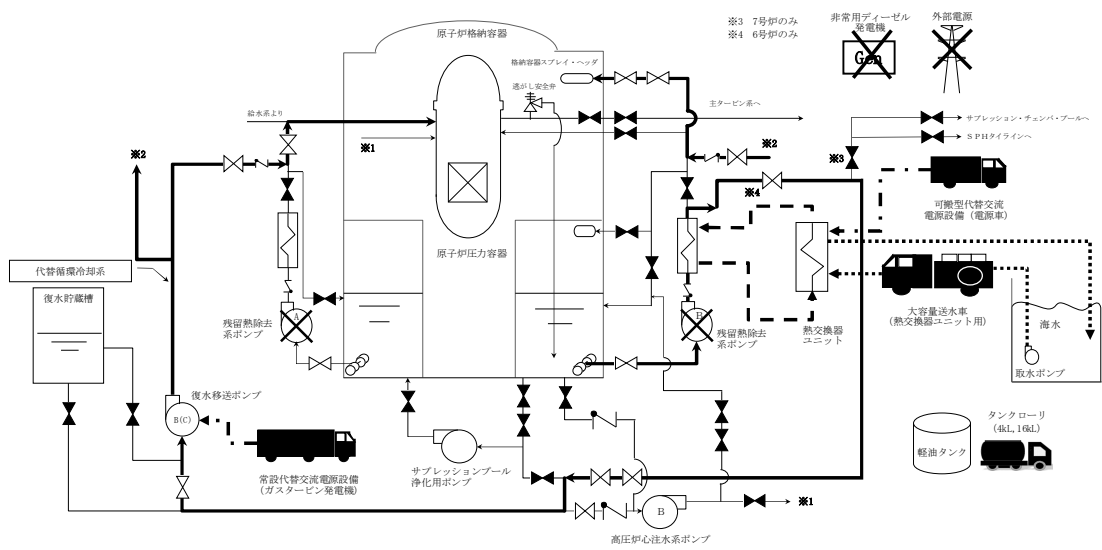 ※3　7号炉のみ
※4　6号炉のみ
非常用ディーゼル
発電機
Gen
外部電源
原子炉格納容器
格納容器スプレイ・ヘッダ
逃がし安全弁
給水系より
主タービン系へ
サプレッション・チェンバ・プールへ
SPHタイラインへ
※1
※2
※2
※3
※4
可搬型代替交流
電源設備（電源車）
原子炉圧力容器
代替循環冷却系
復水貯蔵槽
A
残留熱除去
系ポンプ
B
残留熱除去
系ポンプ
熱交換器
ユニット
大容量送水車
（熱交換器ユニット用）
海水
取水ポンプ
復水移送ポンプ
B(C)
常設代替交流電源設備
（ガスタービン発電機）
サプレッションプール
浄化用ポンプ
B
※1
高圧炉心注水系ポンプ
軽油タンク
タンクローリ
（4kL, 16kL）